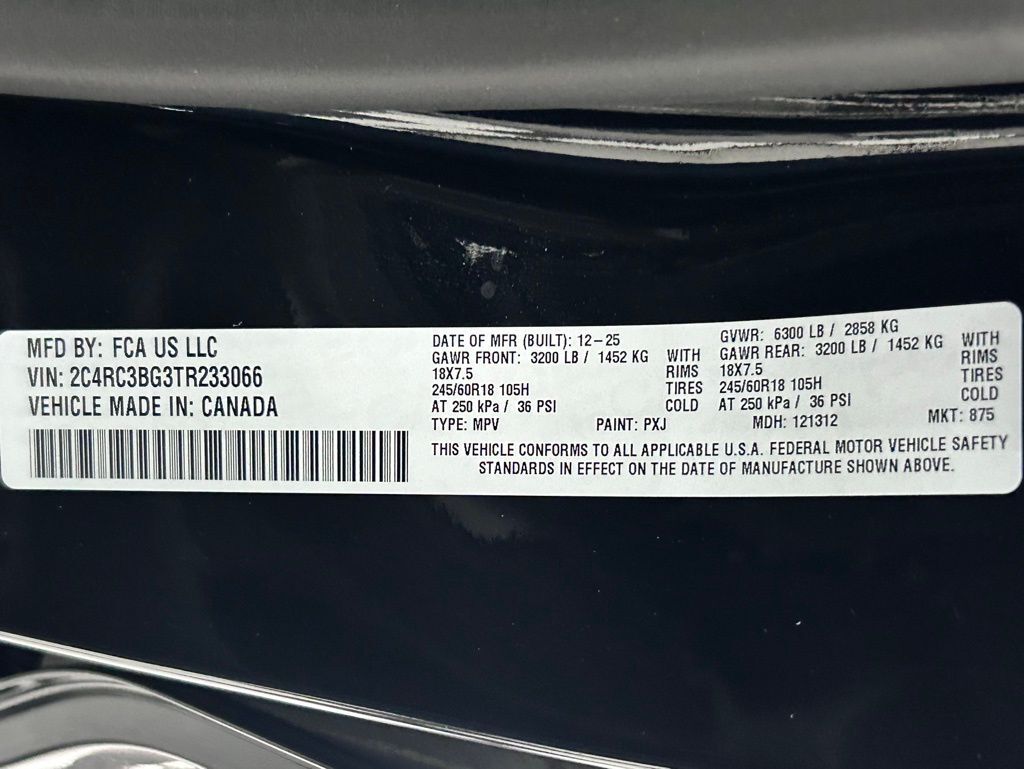 MFD BY: FCA US LLC
VIN: 2C4RC3BG3TR233066
VEHICLE MADE IN: CANADA
DATE OF MFR (BUILT): 12-25
GAWR FRONT: 3200 LB / 1452 KG WITH
18X7.5 RIMS
245/60R18 105H TIRES
AT 250 kPa / 36 PSI COLD
GVWR: 6300 LB / 2858 KG
GAWR REAR: 3200 LB / 1452 KG WITH
18X7.5 RIMS
245/60R18 105H TIRES
AT 250 kPa / 36 PSI COLD
TYPE: MPV PAINT: PXJ MDH: 121312 MKT: 875
THIS VEHICLE CONFORMS TO ALL APPLICABLE U.S.A. FEDERAL MOTOR VEHICLE SAFETY
STANDARDS IN EFFECT ON THE DATE OF MANUFACTURE SHOWN ABOVE.